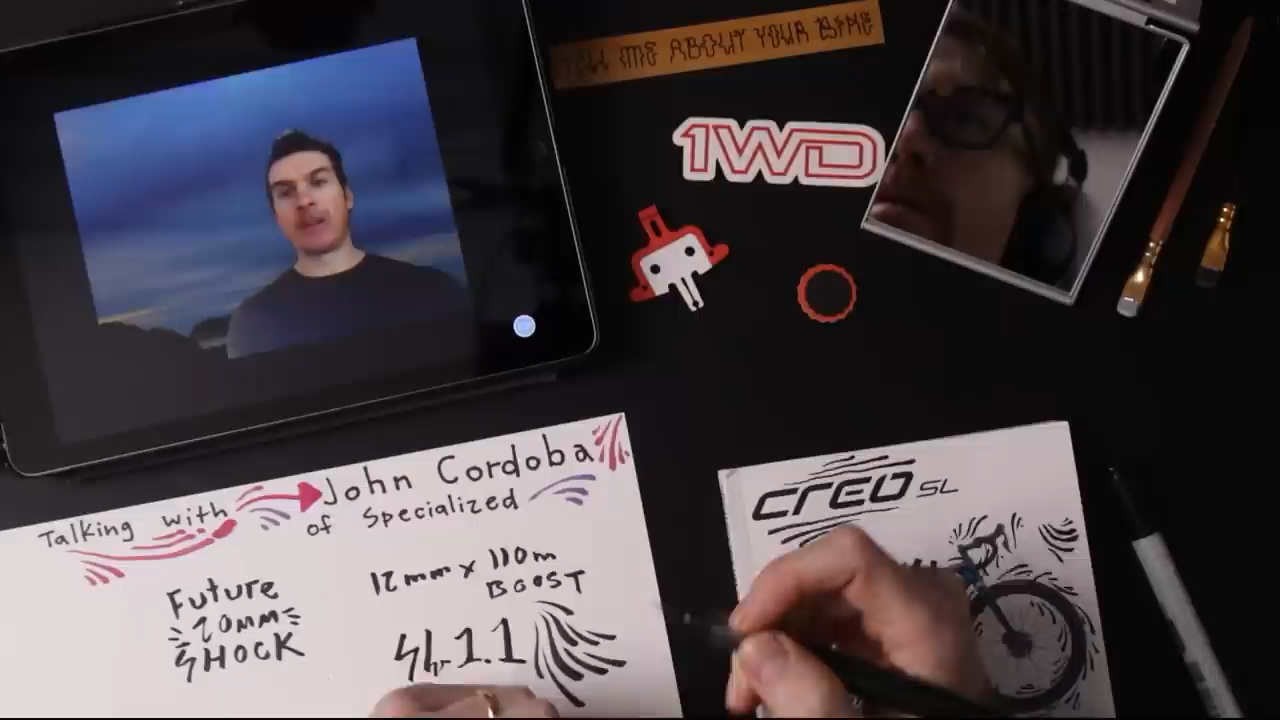 TELL ME ABOUT YOUR BIKE
1WD
Talking with John Cordoba
of Specialized
Future
20mm
SHOCK
12mm x 110m
BOOST
SL 1.1
CREO SL